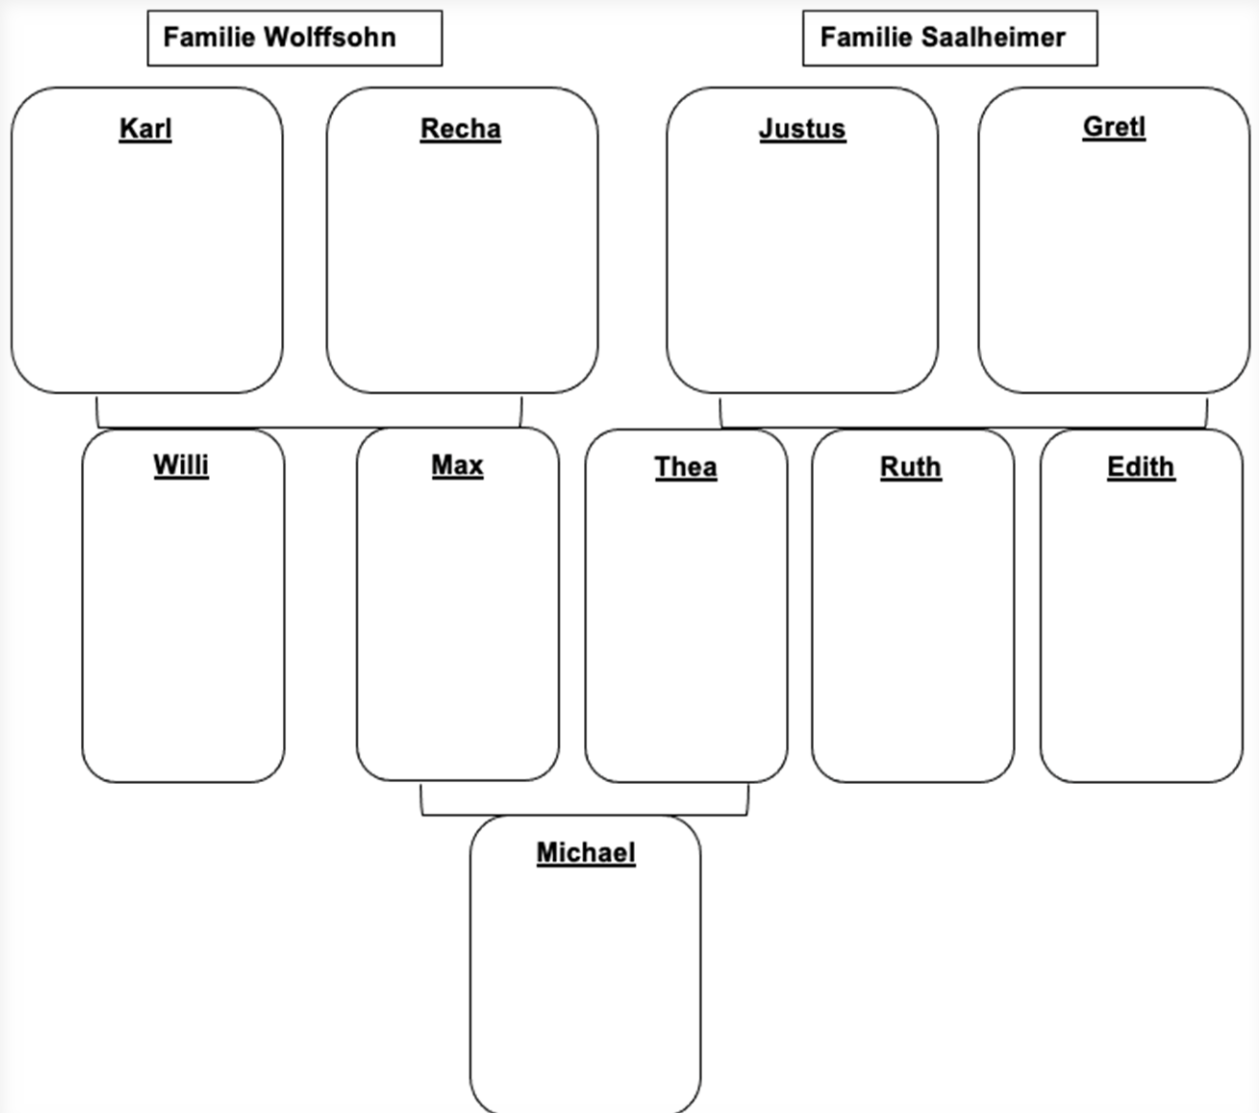 Familie Wolffsohn
Familie Saalheimer
Karl
Recha
Justus
Gretl
Willi
Max
Thea
Ruth
Edith
Michael